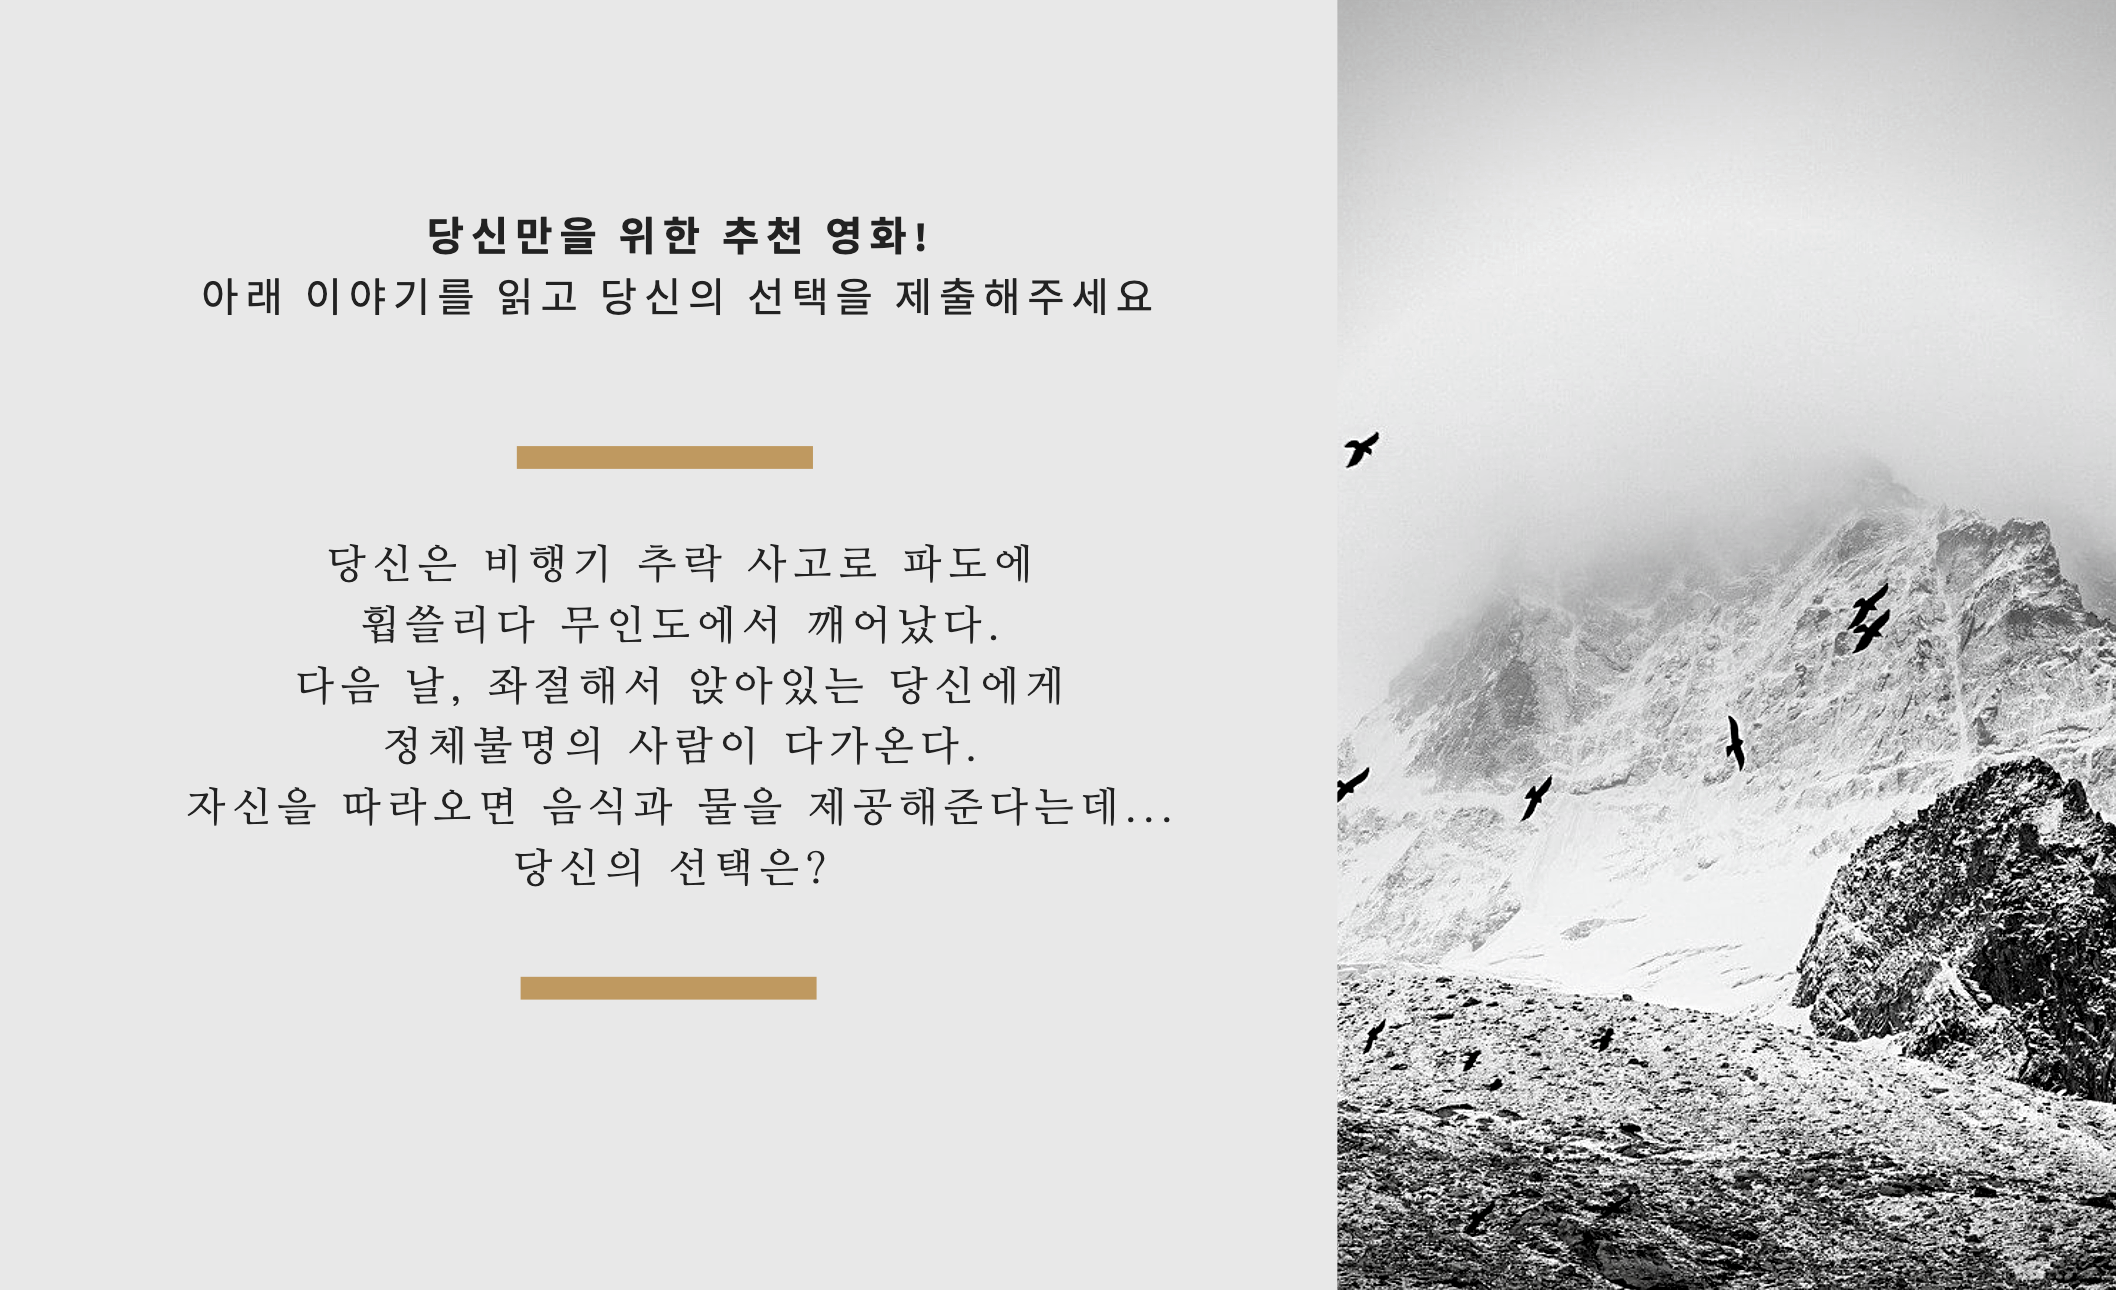 당신만을 위한 추천 영화!
아래 이야기를 읽고 당신의 선택을 제출해주세요
당신은 비행기 추락 사고로 파도에
휩쓸리다 무인도에서 깨어났다.
다음 날, 좌절해서 앉아있는 당신에게
정체불명의 사람이 다가온다.
자신을 따라오면 음식과 물을 제공해준다는데...
당신의 선택은?